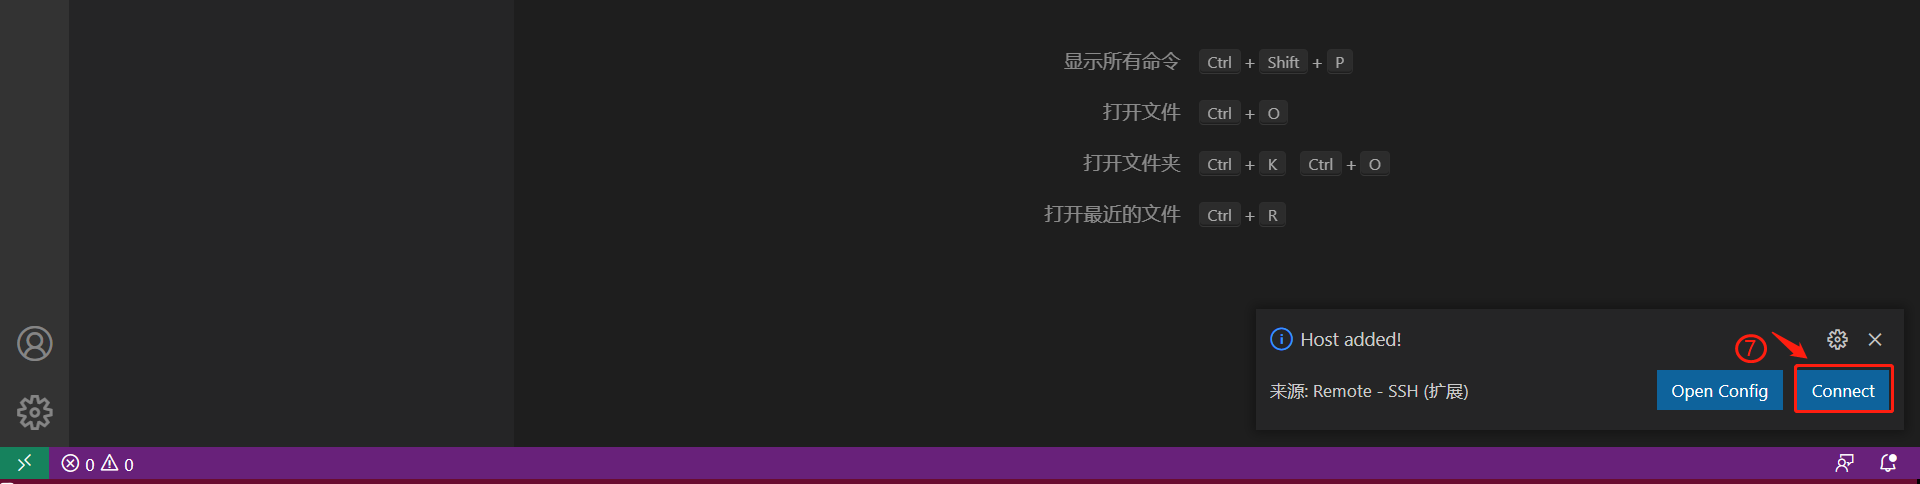 显示所有命令 Ctrl + Shift + P
打开文件 Ctrl + O
打开文件夹 Ctrl + K Ctrl + O
打开最近的文件 Ctrl + R
Host added!
⑦
来源: Remote - SSH (扩展) Open Config Connect
0 0